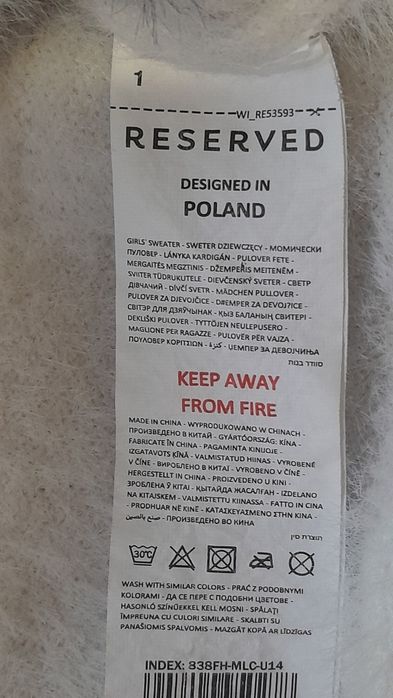 1
WI_RE53593
RESERVED
DESIGNED IN
POLAND
GIRLS' SWEATER - SWETER DZIEWCZĘCY - МОМИЧЕСКИ
ПУЛОВЕР - LÁNYKA KARDIGÁN - PULOVER FETE -
MERGAITĖS MEGZTINIS - DŽEMPERIS MEITENĒM -
SVIITER TÜDRUKUTELE - DIEVČENSKÝ SVETER - СВЕТР
ДІВЧАЧИЙ - DÍVČÍ SVETR - MÄDCHEN PULLOVER -
PULOVER ZA DJEVOJČICE - DŽEMPER ZA DEVOJČICE -
СВІТЭР ДЛЯ ДЗЯЎЧЫНАК - ҚЫЗ БАЛАНЫҢ СВИТЕРІ -
DEKLIŠKI PULOVER - TYTTÖJEN NEULEPUSERO -
MAGLIONE PER RAGAZZE - PULOVËR PËR VAJZA -
ΠΟΥΛΟΒΕΡ ΚΟΡΙΤΣΙΟΝ - كنزة - ЏЕМПЕР ЗА ДЕВОЈЧИЊА
סוודר בנות
KEEP AWAY
FROM FIRE
MADE IN CHINA - WYPRODUKOWANO W CHINACH -
ПРОИЗВЕДЕНО В КИТАЙ - GYÁRTÓORSZÁG: KÍNA -
FABRICATE ÎN CHINA - PAGAMINTA KINIJOJE -
IZGATAVOTS ĶĪNĀ - VALMISTATUD HIINAS - VYROBENÉ
V ČÍNE - ВИРОБЛЕНО В КИТАЇ - VYROBENO V ČÍNĚ -
HERGESTELLT IN CHINA - PROIZVEDENO U KINI -
ЗРОБЛЕНА Ў КІТАІ - ҚЫТАЙДА ЖАСАЛҒАН - IZDELANO
NA KITAJSKEM - VALMISTETTU KIINASSA - FATTO IN CINA
- PRODHUAR NË KINË - ΚΑΤΑΣΚΕΥΑΣΜΕΝΟ ΣΤΗΝ ΚΙΝΑ -
صنع بالصين - ПРОИЗВЕДЕНО ВО КИНА
תוצרת סין
30°C
WASH WITH SIMILAR COLORS - PRAĆ Z PODOBNYMI
KOLORAMI - ДА СЕ ПЕРЕ С ПОДОБНИ ЦВЕТОВЕ -
HASONLÓ SZÍNŰEKKEL KELL MOSNI - SPĂLAŢI
ÎMPREUNA CU CULORI SIMILARE - SKALBTI SU
PANAŠIOMIS SPALVOMIS - MAZGĀT KOPĀ AR LĪDZĪGAS
INDEX: 838FH-MLC-U14